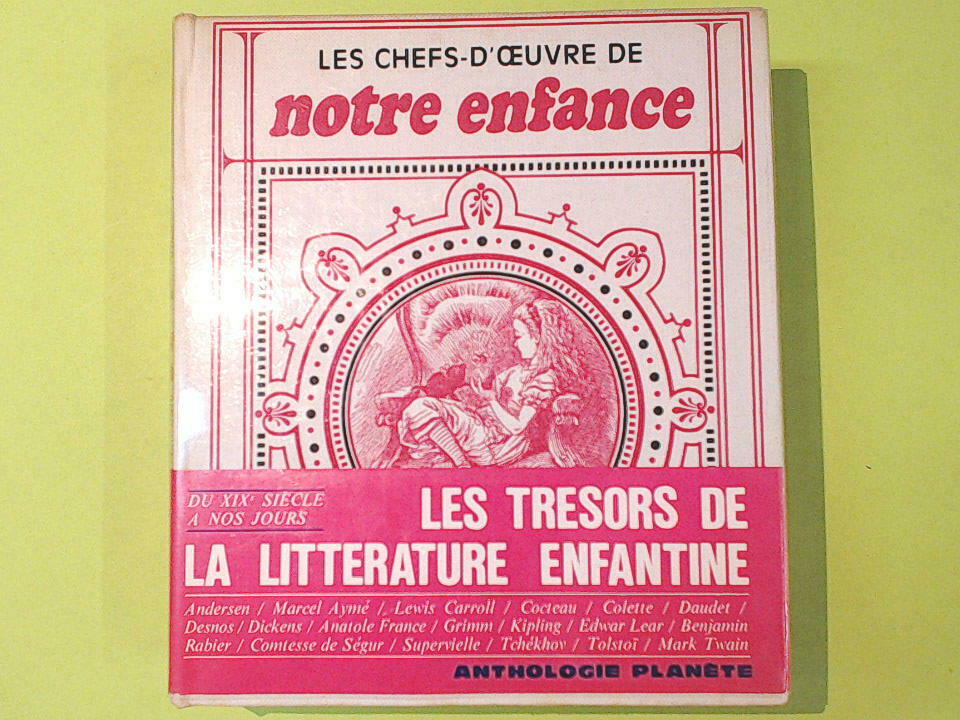 LES CHEFS-D'ŒUVRE DE
notre enfance
DU XIXe SIÈCLE
A NOS JOURS
LES TRESORS DE
LA LITTERATURE ENFANTINE
Andersen / Marcel Aymé / Lewis Carroll / Cocteau / Colette / Daudet /
Desnos / Dickens / Anatole France / Grimm / Kipling / Edwar Lear / Benjamin
Rabier / Comtesse de Ségur / Supervielle / Tchékhov / Tolstoï / Mark Twain
ANTHOLOGIE PLANÈTE